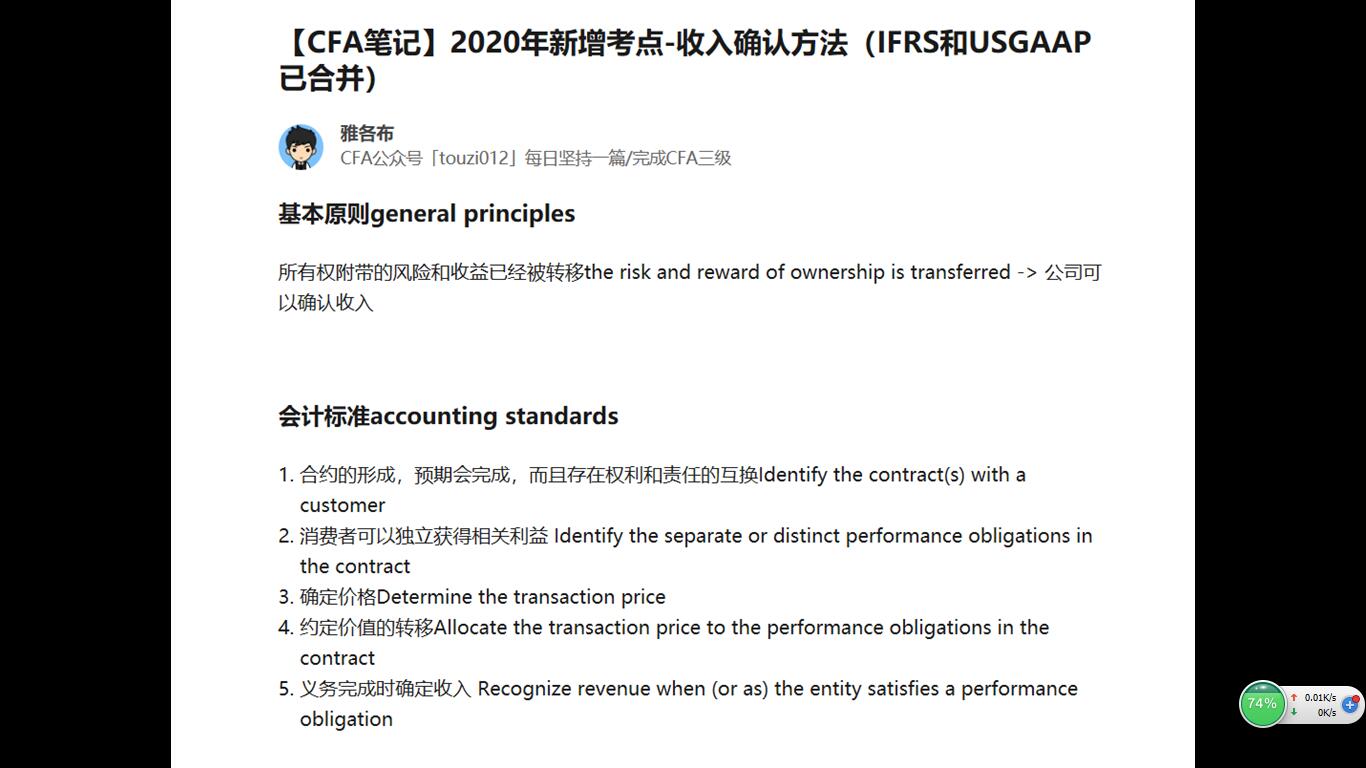 【CFA笔记】2020年新增考点-收入确认方法（IFRS和USGAAP
已合并）
雅各布
CFA公众号「touzi012」每日坚持一篇/完成CFA三级
基本原则general principles
所有权附带的风险和收益已经被转移the risk and reward of ownership is transferred -> 公司可
以确认收入
会计标准accounting standards
1. 合约的形成，预期会完成，而且存在权利和责任的互换Identify the contract(s) with a
customer
2. 消费者可以独立获得相关利益 Identify the separate or distinct performance obligations in
the contract
3. 确定价格Determine the transaction price
4. 约定价值的转移Allocate the transaction price to the performance obligations in the
contract
5. 义务完成时确定收入 Recognize revenue when (or as) the entity satisfies a performance
obligation
74%
↑ 0.01K/s
↓ 0K/s